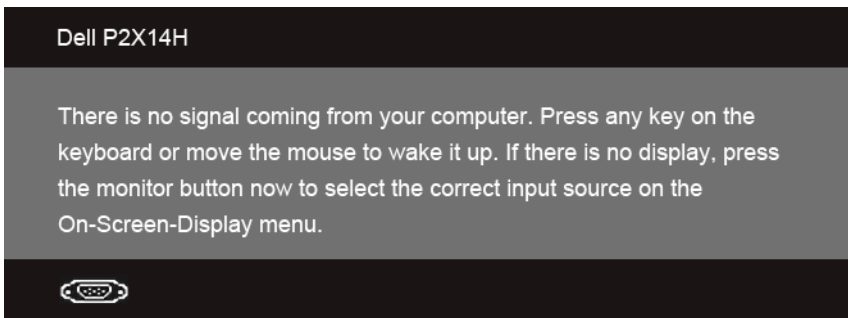 Dell P2X14H
There is no signal coming from your computer. Press any key on the
keyboard or move the mouse to wake it up. If there is no display, press
the monitor button now to select the correct input source on the
On-Screen-Display menu.